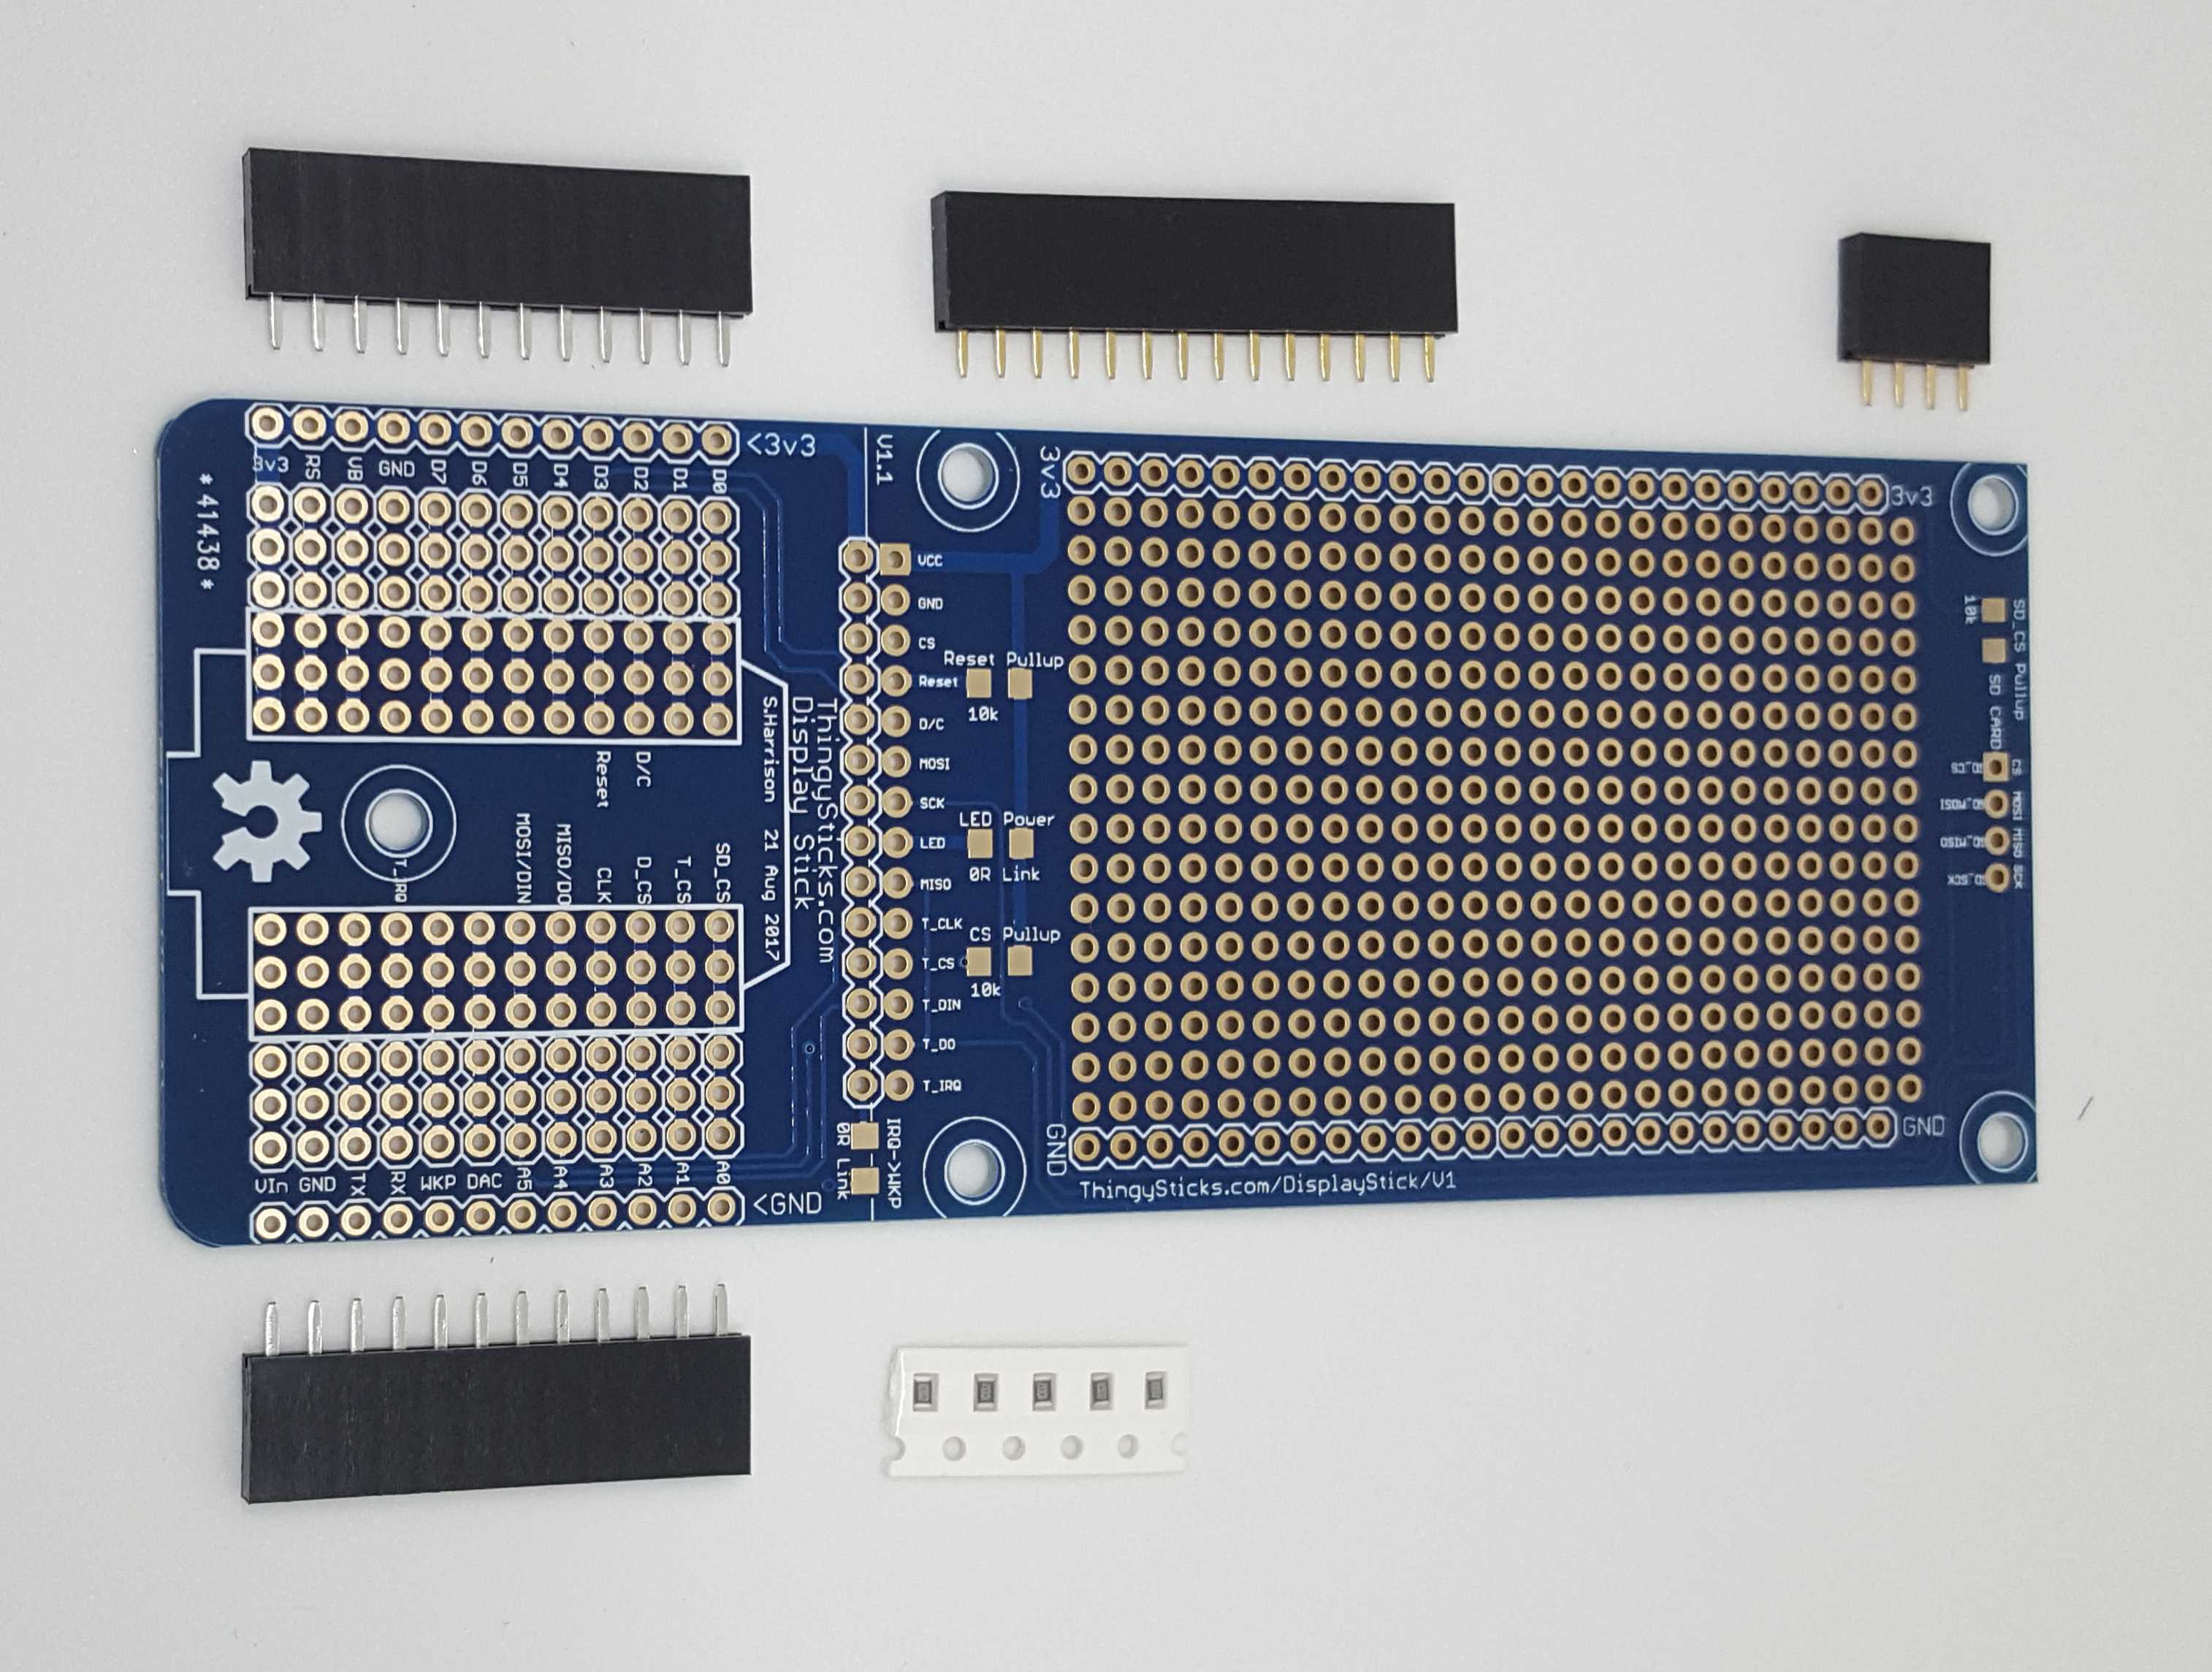 <3v3
3v3 RS VB GND D7 D6 D5 D4 D3 D2 D1 D0
*41438*
V1.1
3v3
3v3
VCC
GND
CS
Reset
D/C
MOSI
SCK
LED
MISO
T_CLK
T_CS
T_DIN
T_DO
T_IRQ
Reset Pullup
10k
LED Power
0R Link
CS Pullup
10k
ThingySticks.com
Display Stick
S.Harrison 21 Aug 2017
Reset
D/C
T_IRQ
MOSI/DIN
MISO/DO
CLK
D_CS
T_CS
SD_CS
VIn GND TX RX WKP DAC A5 A4 A3 A2 A1 A0
<GND
IRQ->WKP
0R Link
GND
GND
ThingySticks.com/DisplayStick/V1
SD_CS Pullup
10k
SD CARD
CS MOSI MISO SCK
SD_CS
SD_MOSI
SD_MISO
SD_SCK